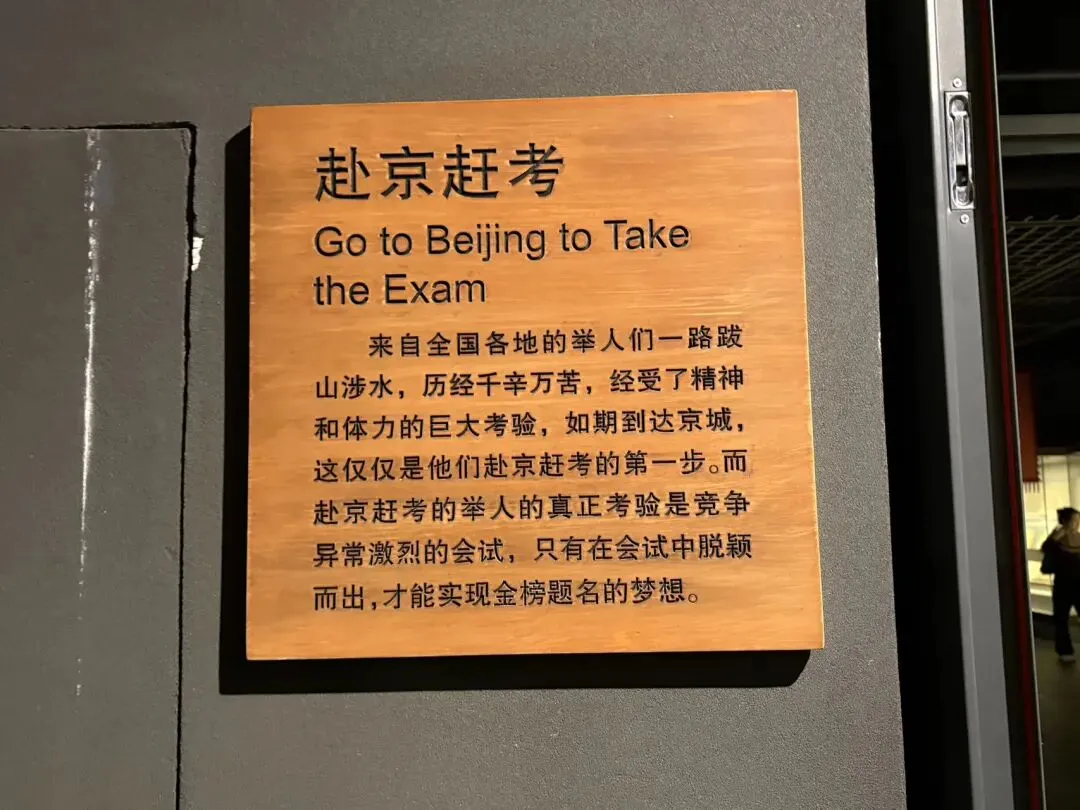 赴京赶考
Go to Beijing to Take
the Exam
来自全国各地的举人们一路跋
山涉水，历经千辛万苦，经受了精神
和体力的巨大考验，如期到达京城，
这仅仅是他们赴京赶考的第一步。而
赴京赶考的举人的真正考验是竞争
异常激烈的会试，只有在会试中脱颖
而出，才能实现金榜题名的梦想。